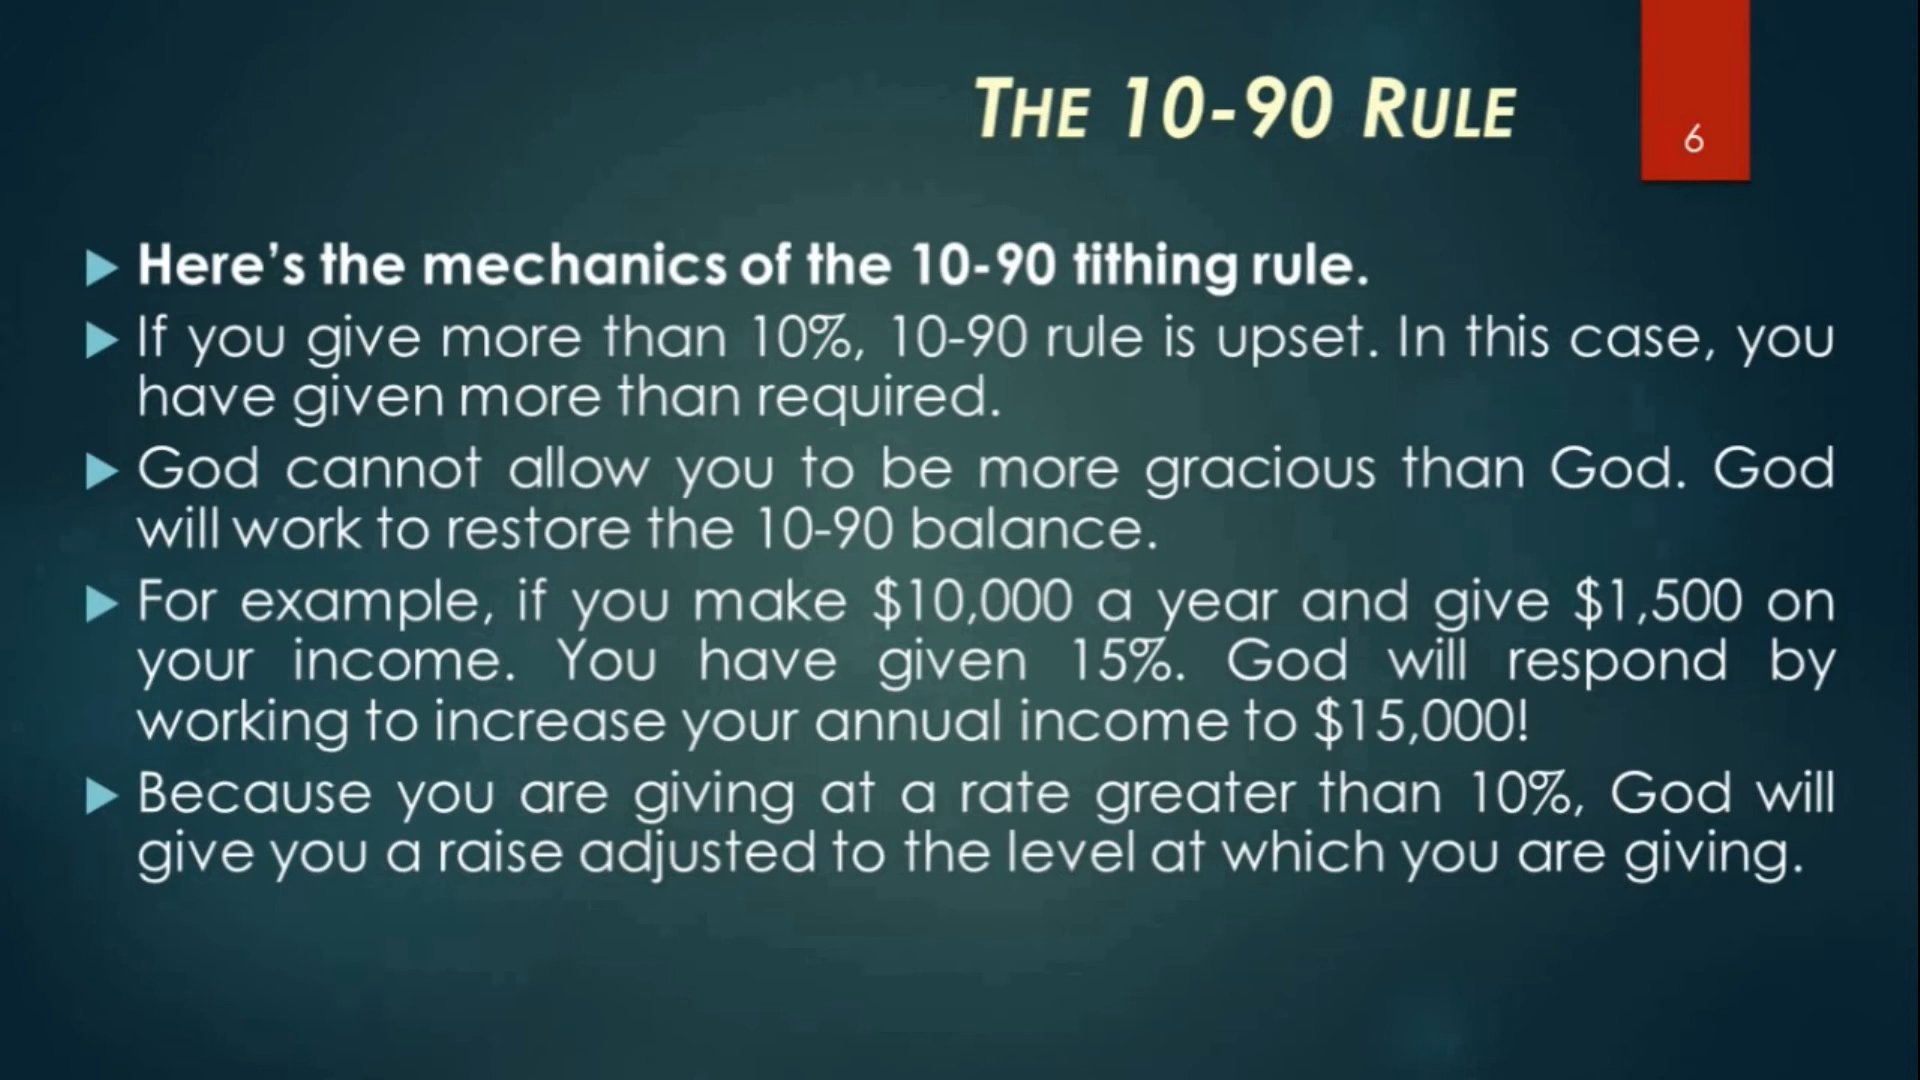 THE 10-90 RULE
6
Here's the mechanics of the 10-90 tithing rule.
If you give more than 10%, 10-90 rule is upset. In this case, you
have given more than required.
God cannot allow you to be more gracious than God. God
will work to restore the 10-90 balance.
For example, if you make $10,000 a year and give $1,500 on
your income. You have given 15%. God will respond by
working to increase your annual income to $15,000!
Because you are giving at a rate greater than 10%, God will
give you a raise adjusted to the level at which you are giving.